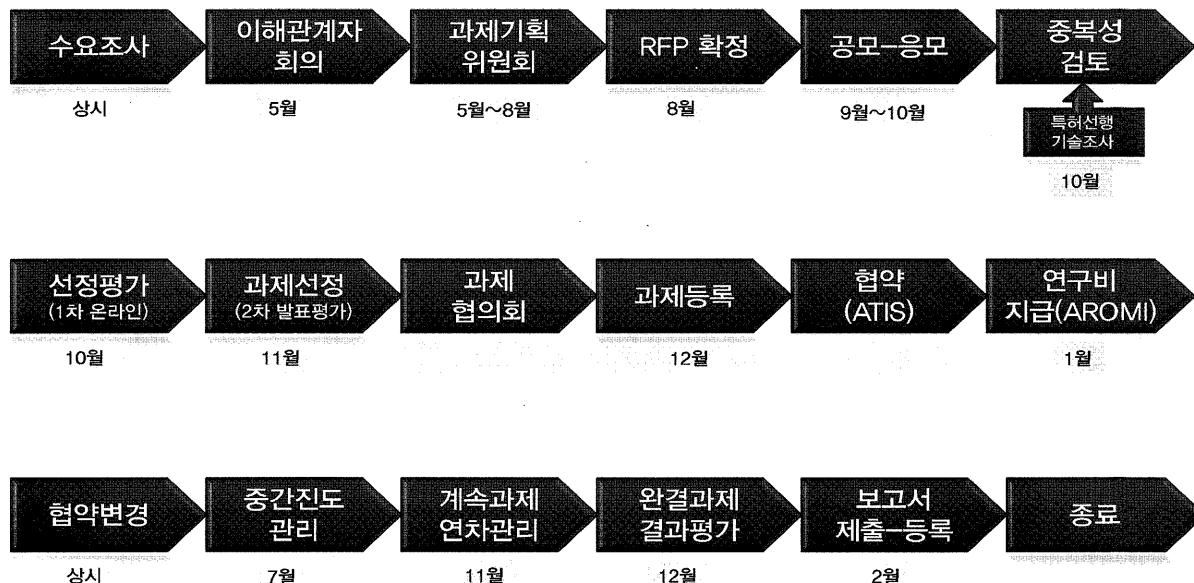 수요조사
이해관계자
회의
과제기획
위원회
RFP 확정
공모-응모
중복성
검토
상시
5월
5월~8월
8월
9월~10월
특허선행
기술조사
10월
선정평가
(1차 온라인)
과제선정
(2차 발표평가)
과제
협의회
과제등록
협약
(ATIS)
연구비
지급(AROMI)
10월
11월
12월
1월
협약변경
중간진도
관리
계속과제
연차관리
완결과제
결과평가
보고서
제출-등록
종료
상시
7월
11월
12월
2월